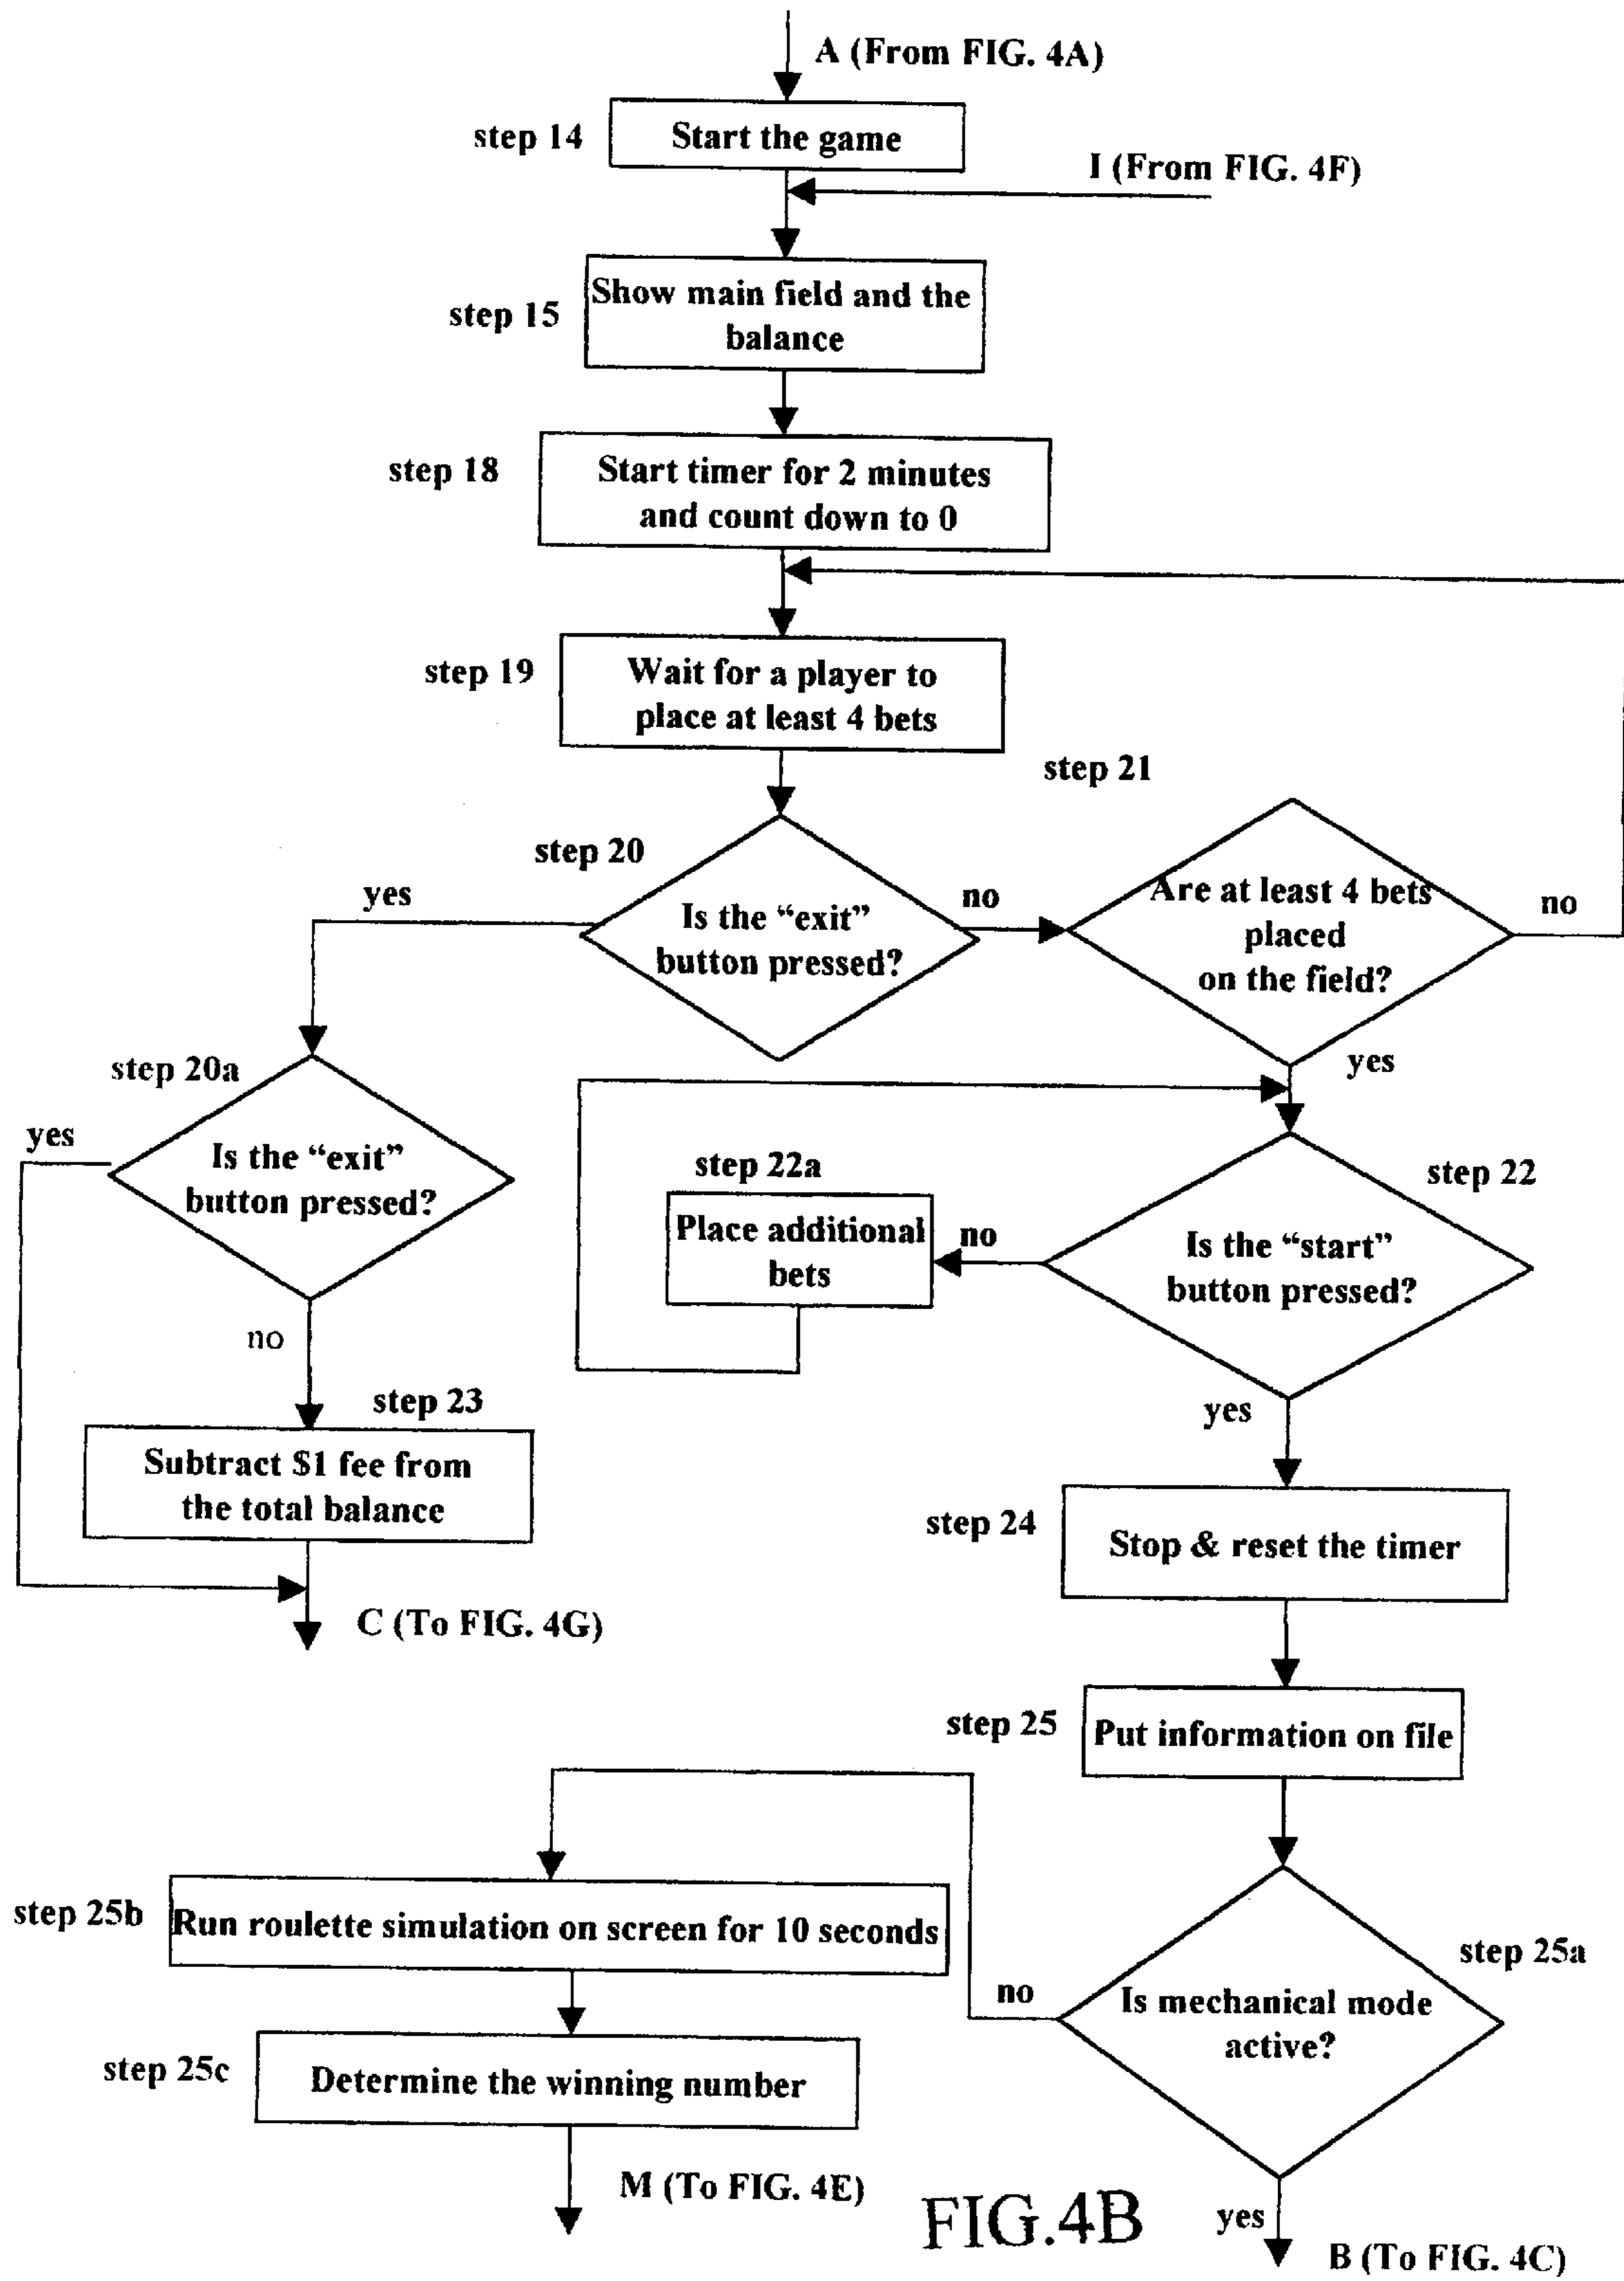 A (From FIG. 4A)
step 14
Start the game
I (From FIG. 4F)
step 15
Show main field and the
balance
step 18
Start timer for 2 minutes
and count down to 0
step 19
Wait for a player to
place at least 4 bets
step 21
step 20
yes
Is the “exit”
button pressed?
no
Are at least 4 bets
placed
on the field?
no
yes
step 20a
yes
Is the “exit”
button pressed?
no
step 22a
Place additional
bets
no
step 22
Is the “start”
button pressed?
yes
step 23
Subtract $1 fee from
the total balance
C (To FIG. 4G)
step 24
Stop & reset the timer
step 25
Put information on file
step 25b
Run roulette simulation on screen for 10 seconds
step 25a
no
Is mechanical mode
active?
step 25c
Determine the winning number
M (To FIG. 4E)
FIG.4B
yes
B (To FIG. 4C)